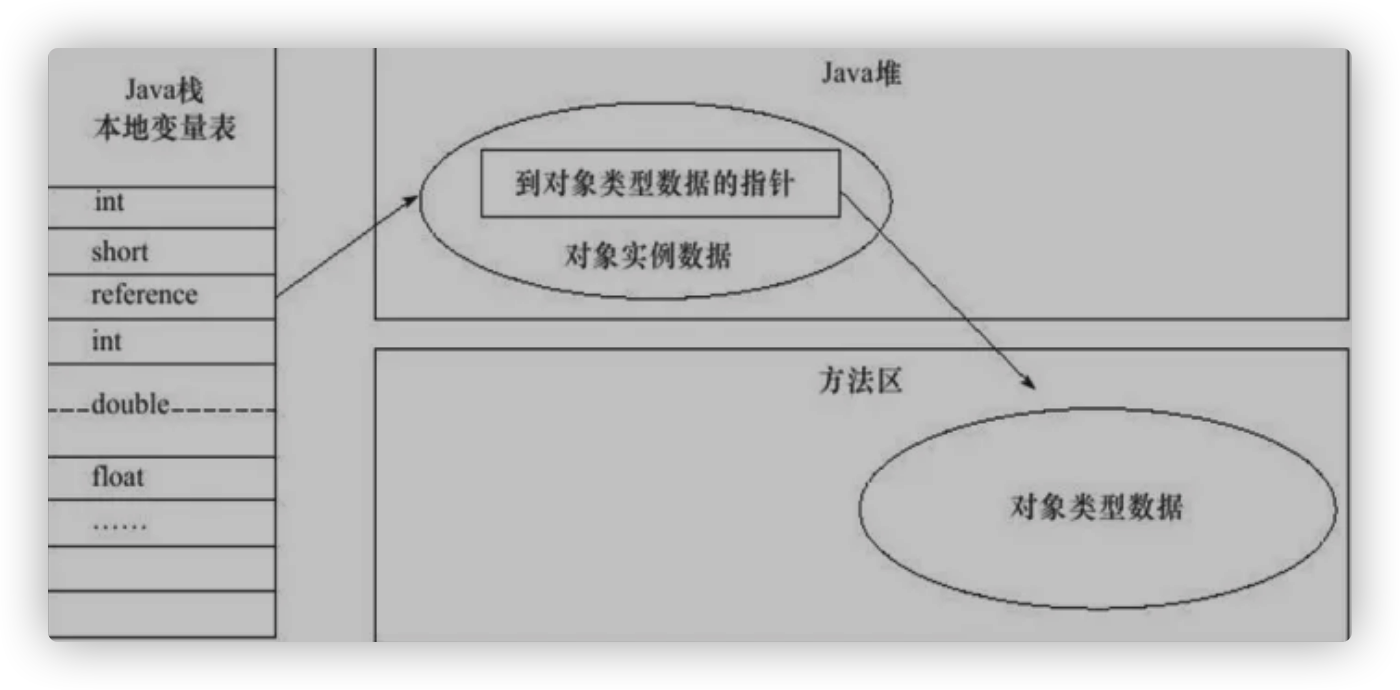 Java栈
本地变量表
int
short
reference
int
double
float
……
Java堆
到对象类型数据的指针
对象实例数据
方法区
对象类型数据